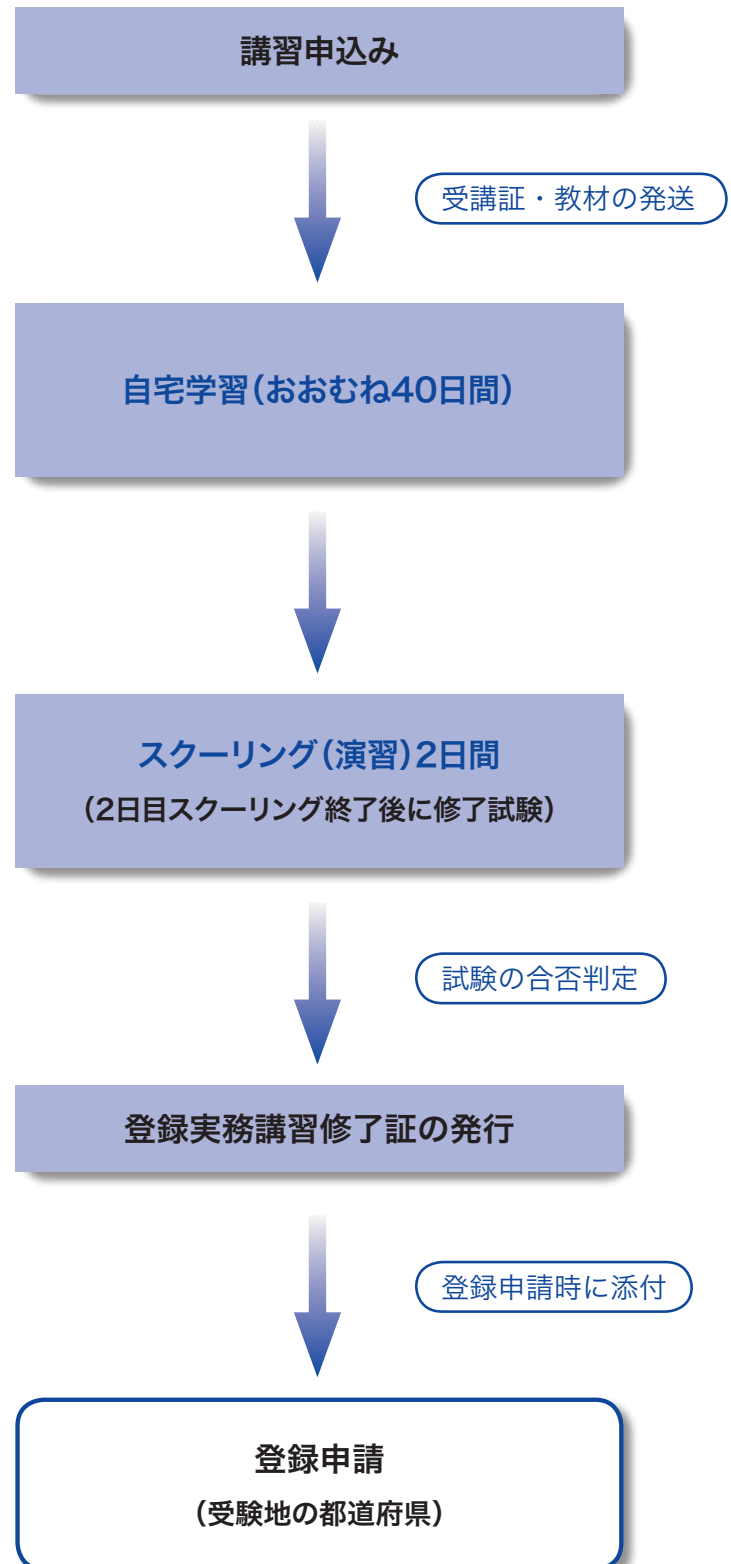 講習申込み
受講証・教材の発送
自宅学習(おおむね40日間)
スクーリング(演習)2日間
(2日目スクーリング終了後に修了試験)
試験の合否判定
登録実務講習修了証の発行
登録申請時に添付
登録申請
(受験地の都道府県)